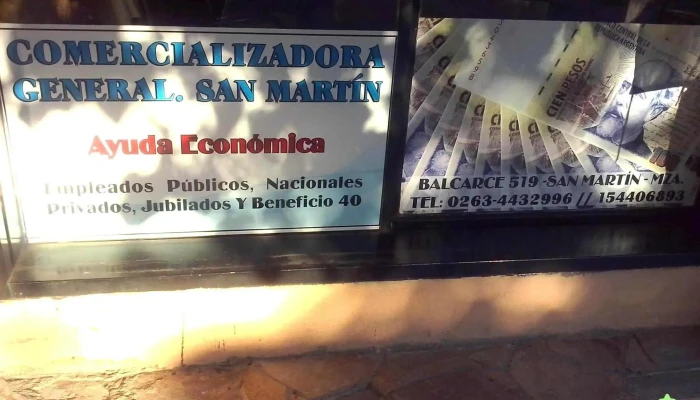 COMERCIALIZADORA
GENERAL. SAN MARTÍN
Ayuda Económica
Empleados Públicos, Nacionales
Privados, Jubilados Y Beneficio 40
CIEN PESOS
BALCARCE 519 -SAN MARTÍN - MZA.
TEL: 0263-4432996 // 154406893